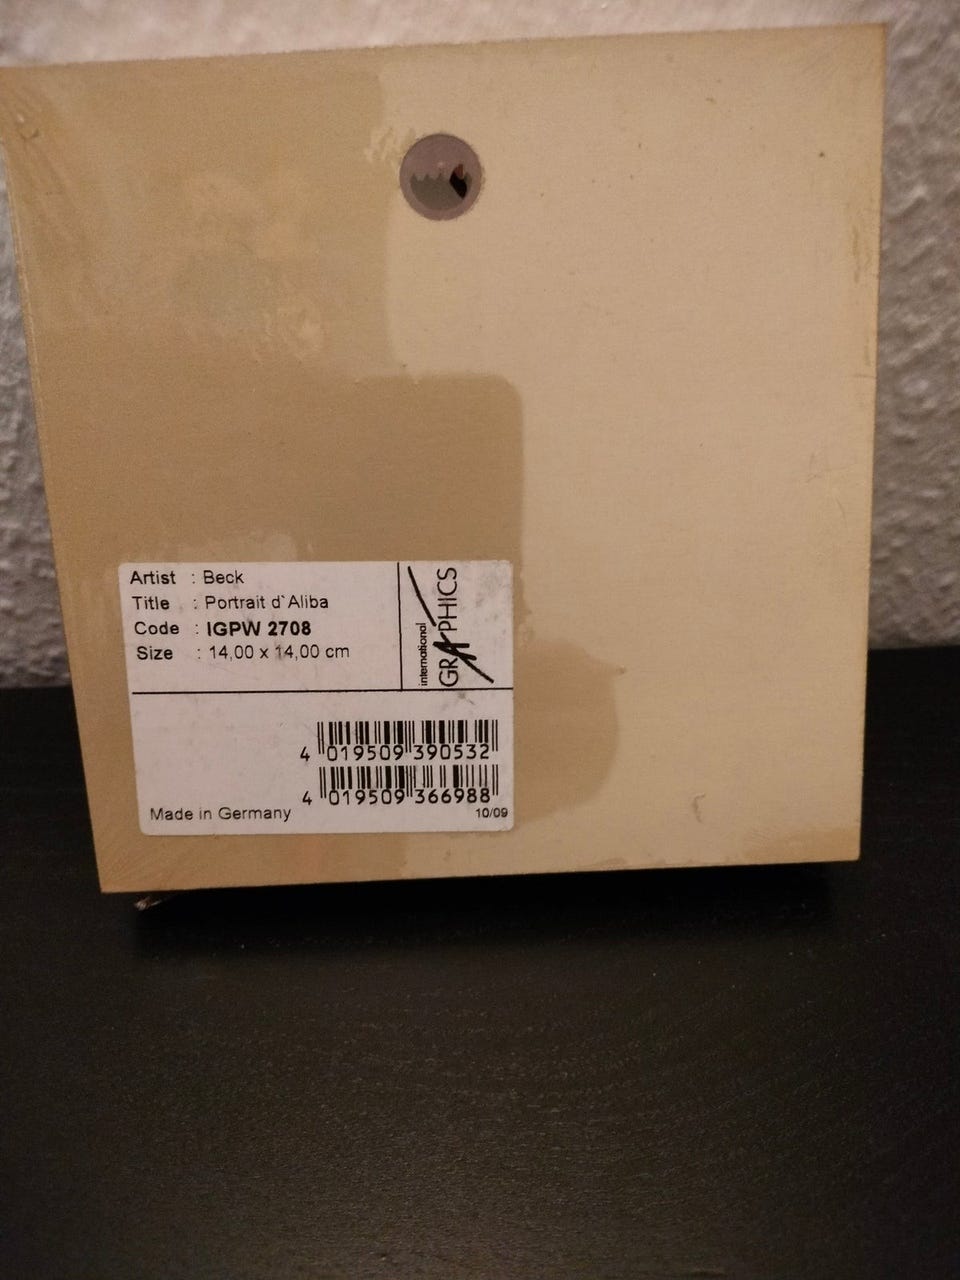 Artist : Beck
Title : Portrait d`Aliba
Code : IGPW 2708
Size : 14,00 x 14,00 cm
international
GRAPHICS
4 019509 390532
4 019509 366988
Made in Germany
10/09